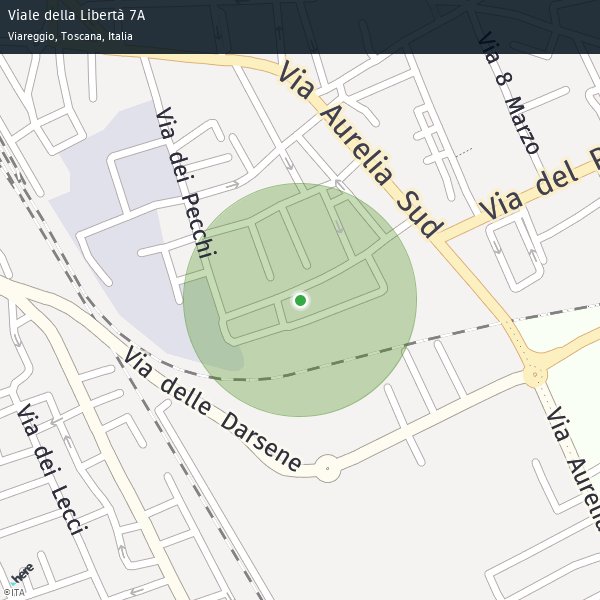 Viale della Libertà 7A
Viareggio, Toscana, Italia
Via 8 Marzo
Via Aurelia Sud
Via dei Pecchi
Via del P
Via delle Darsene
Via dei Lecci
Via Aurelia
here
©ITA